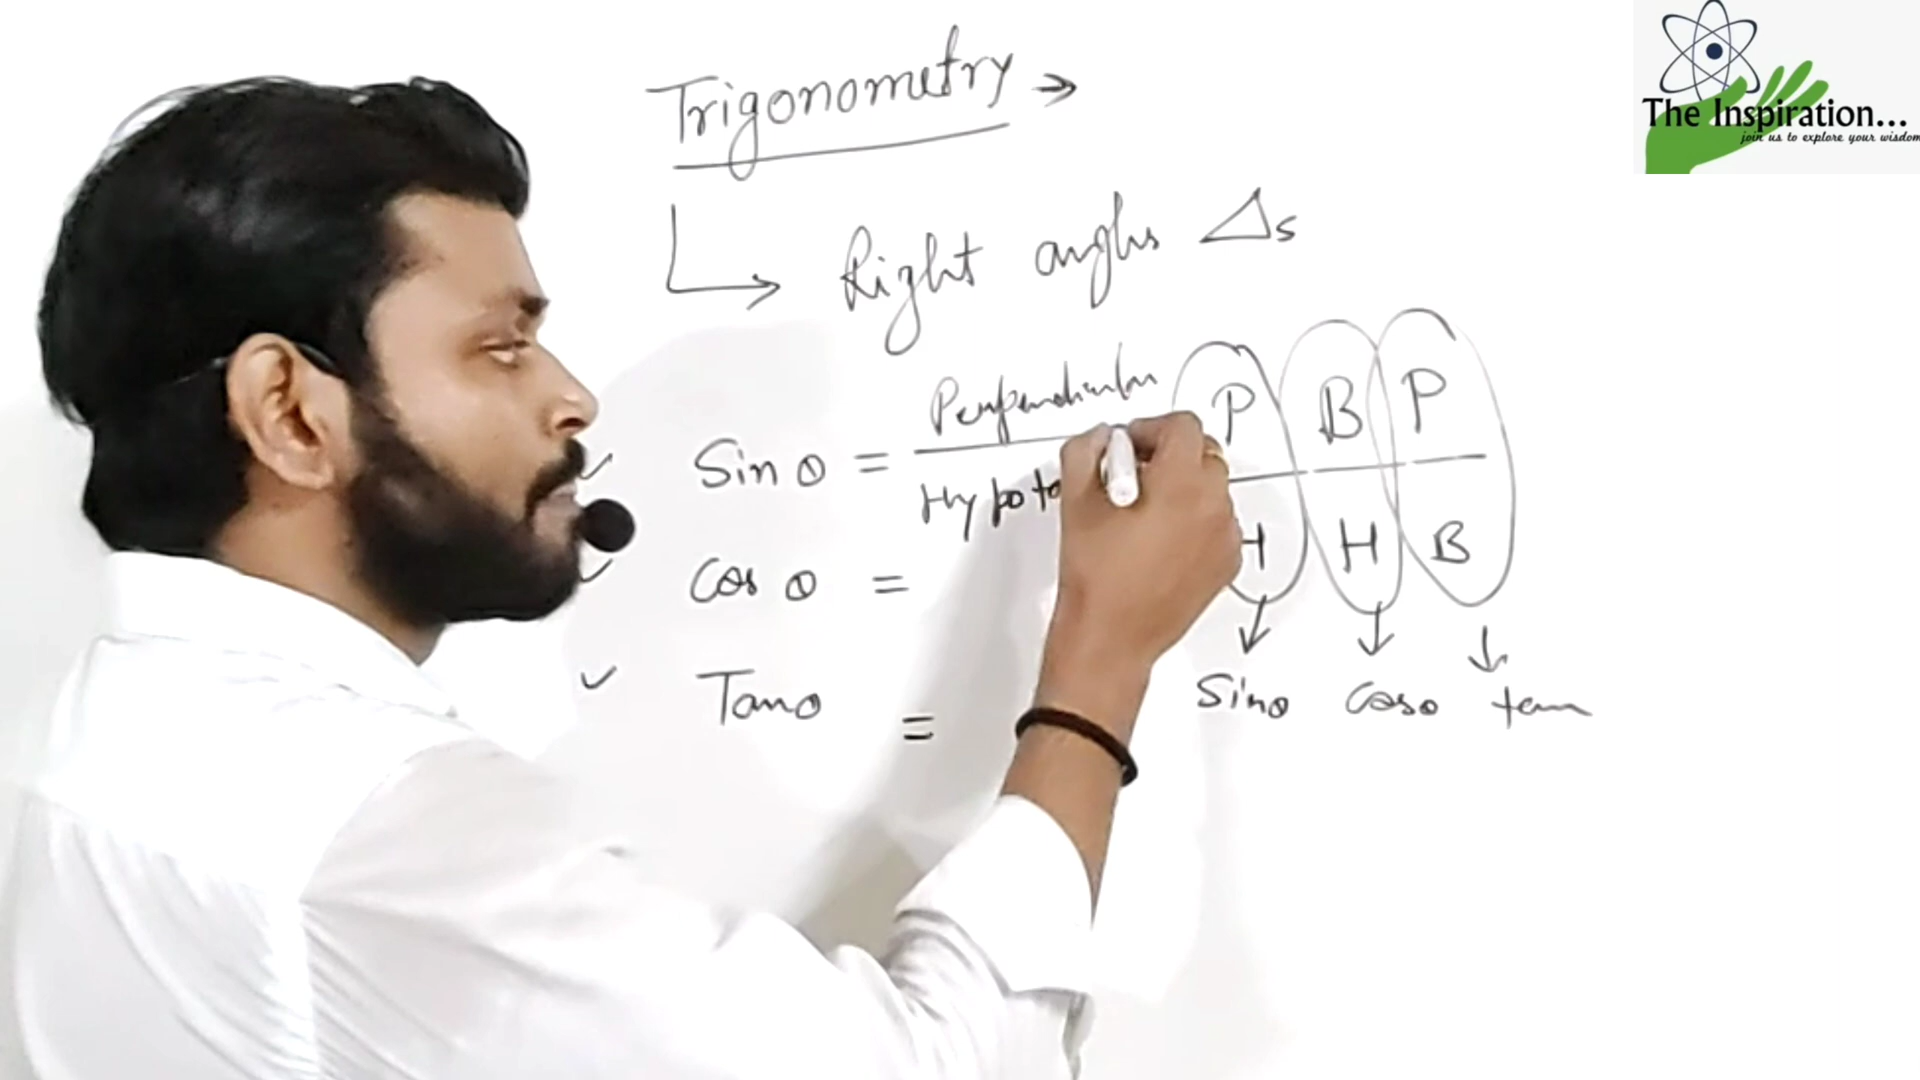 Trigonometry →
The Inspiration...
join us to explore your wisdom
Right angles Δs
Perpendicular P B P
Sin θ =
Hypote H H B
Cos θ =
Tan θ =
Sin θ Cos θ tan